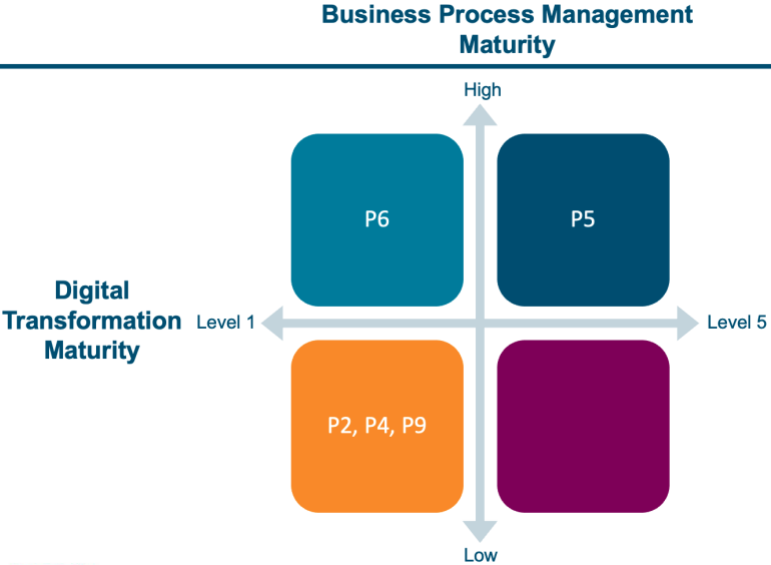 Business Process Management
Maturity
High
P6
P5
Digital
Transformation
Maturity
Level 1
Level 5
P2, P4, P9
Low